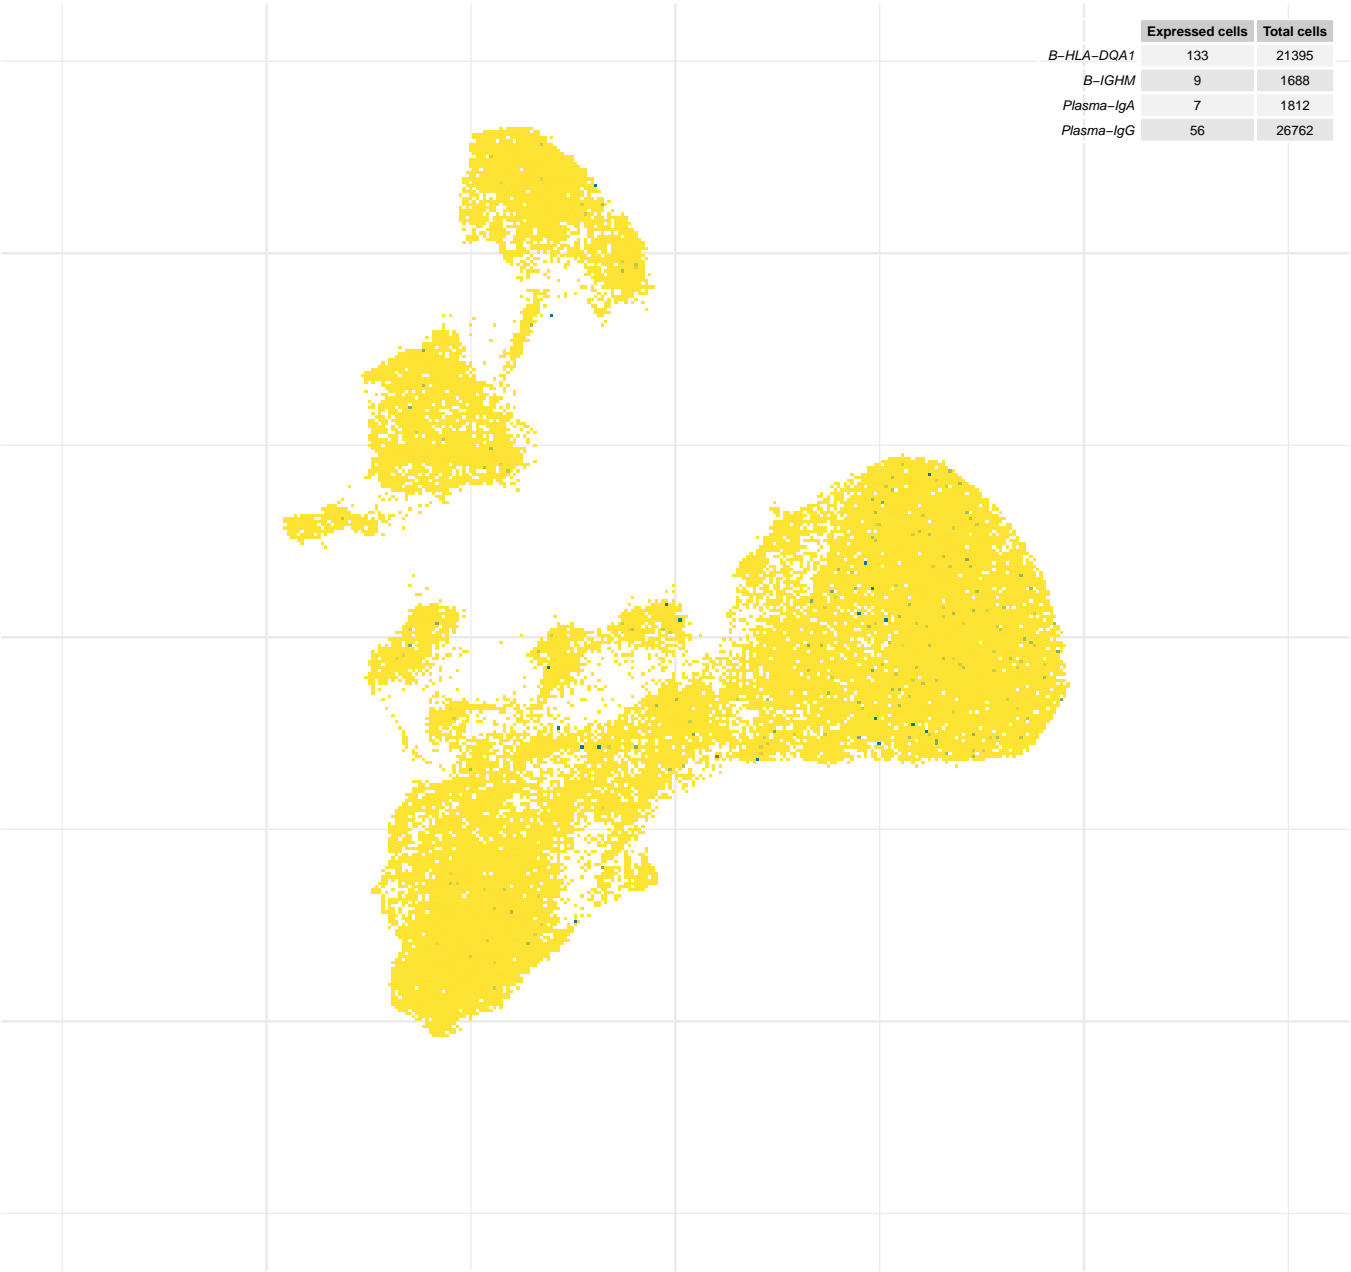 Expressed cells Total cells
B−HLA−DQA1 133 21395
B−IGHM 9 1688
Plasma−IgA 7 1812
Plasma−IgG 56 26762